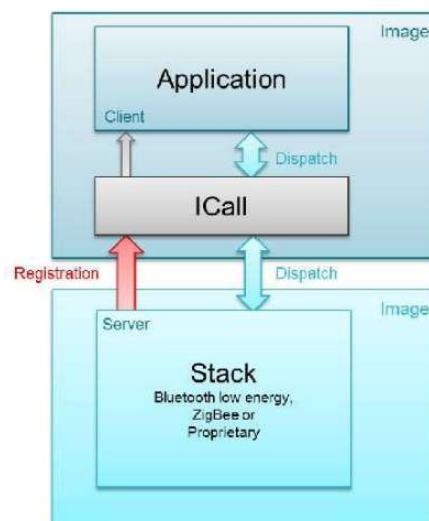 Image
Application
Client
Dispatch
ICall
Registration
Dispatch
Image
Server
Stack
Bluetooth low energy,
ZigBee or
Proprietary